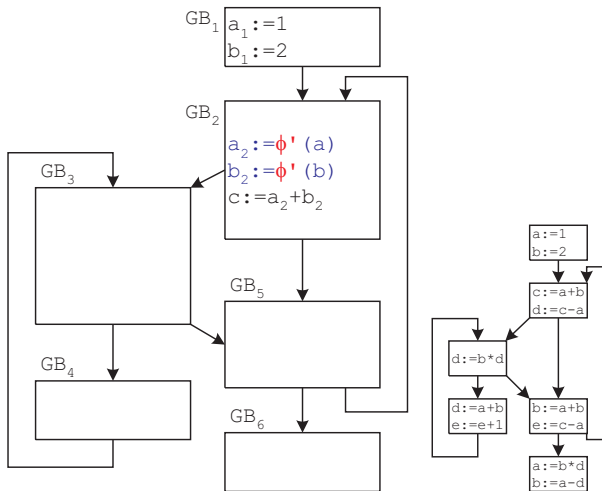 GB₁
a₁:=1
b₁:=2
GB₂
a₂:=ϕ'(a)
b₂:=ϕ'(b)
c:=a₂+b₂
GB₃
GB₅
GB₄
GB₆
a:=1
b:=2
c:=a+b
d:=c-a
d:=b*d
d:=a+b
e:=e+1
b:=a+b
e:=c-a
a:=b*d
b:=a-d